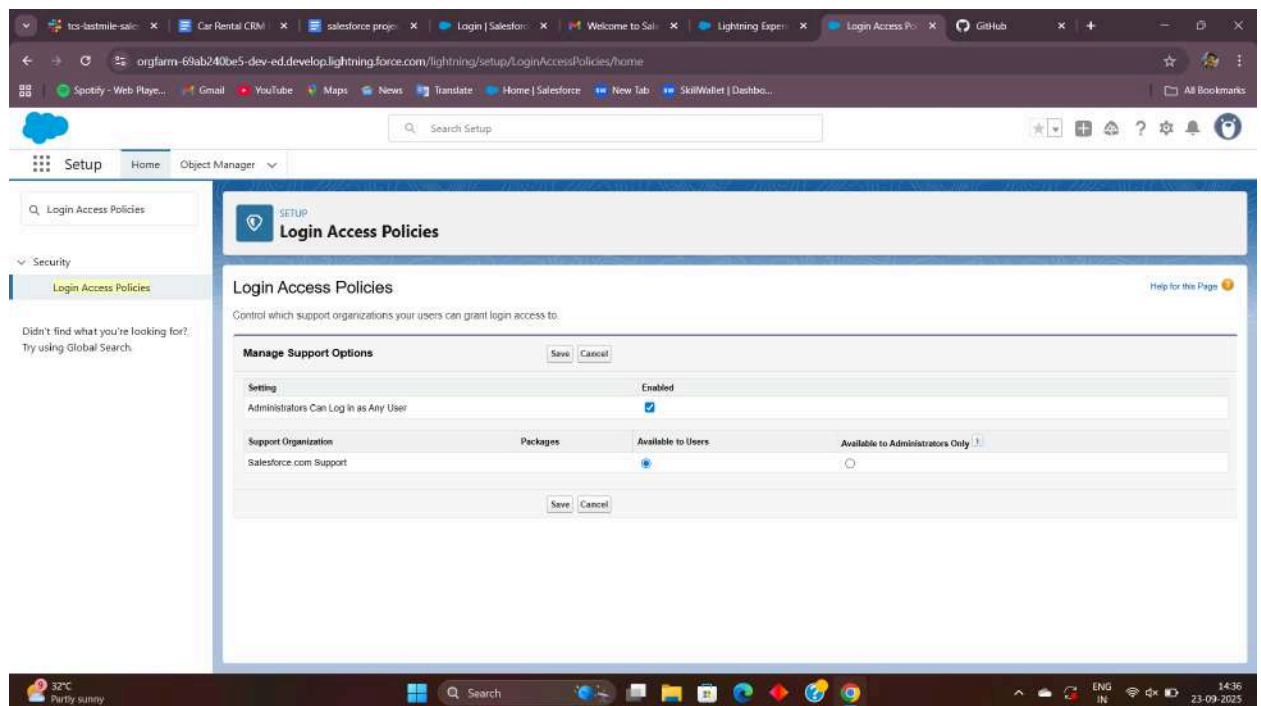 tcs-lastmile-sale
Car Rental CRM
salesforce proje
Login | Salesforc
Welcome to Sal
Lightning Exper
Login Access Po
GitHub
orgfarm-69ab240be5-dev-ed.develop.lightning.force.com/lightning/setup/LoginAccessPolicies/home
Spotify - Web Playe...
Gmail
YouTube
Maps
News
Translate
Home | Salesforce
New Tab
SkillWallet | Dashbo...
All Bookmarks
Search Setup
Setup
Home
Object Manager
Login Access Policies
Security
Login Access Policies
Didn't find what you're looking for?
Try using Global Search.
SETUP
Login Access Policies
Login Access Policies
Help for this Page
Control which support organizations your users can grant login access to.
Manage Support Options
Save Cancel
Setting Enabled
Administrators Can Log in as Any User
Support Organization Packages Available to Users Available to Administrators Only
Salesforce.com Support
Save Cancel
9
32°C
Partly sunny
Search
ENG
IN
14:36
23-09-2025